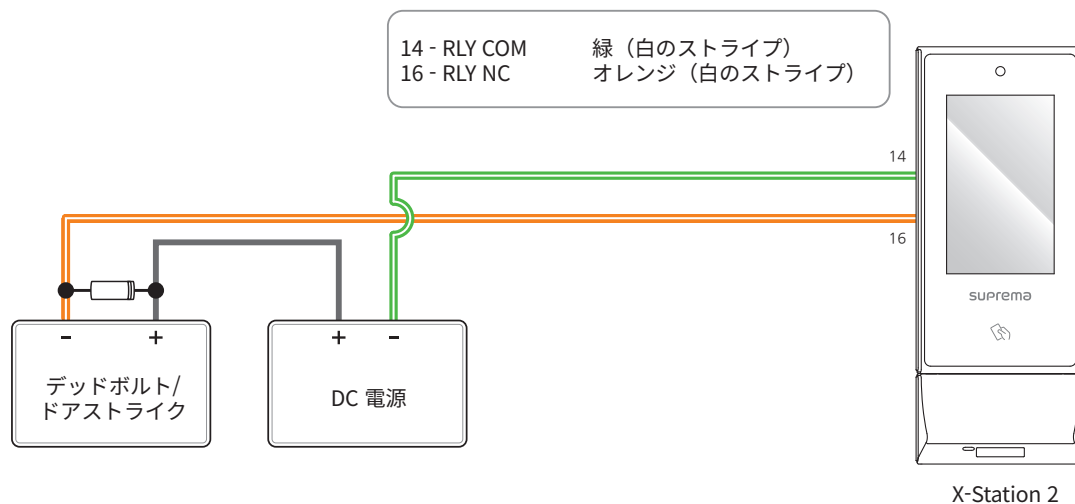 14 - RLY COM 緑（白のストライプ）
16 - RLY NC オレンジ（白のストライプ）
14
16
suprema
- +
デッドボルト/
ドアストライク
+ -
DC 電源
X-Station 2